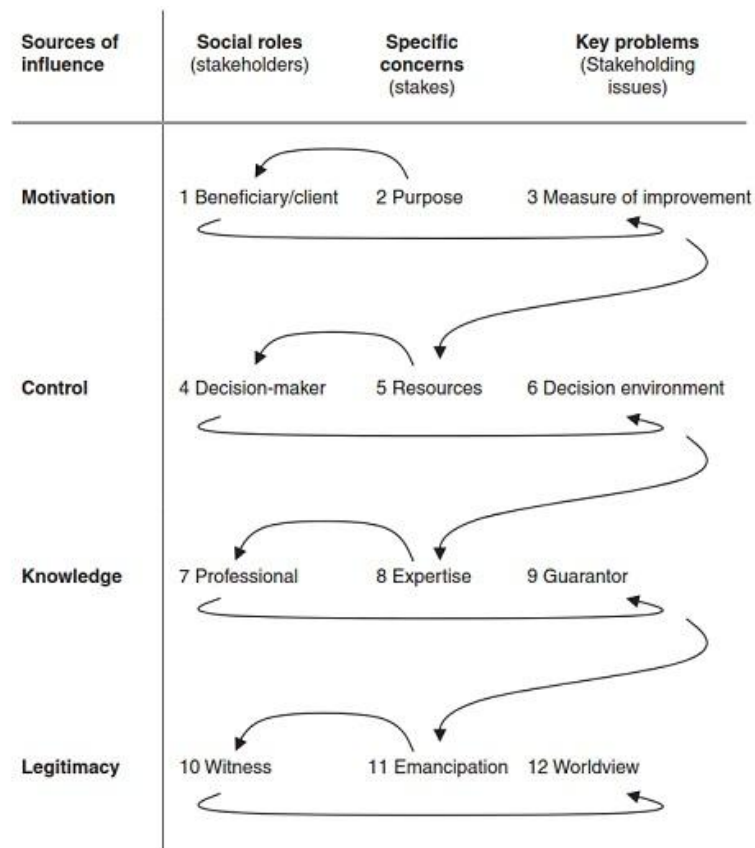 Sources of influence
Social roles (stakeholders)
Specific concerns (stakes)
Key problems (Stakeholding issues)
Motivation
1 Beneficiary/client
2 Purpose
3 Measure of improvement
Control
4 Decision-maker
5 Resources
6 Decision environment
Knowledge
7 Professional
8 Expertise
9 Guarantor
Legitimacy
10 Witness
11 Emancipation
12 Worldview